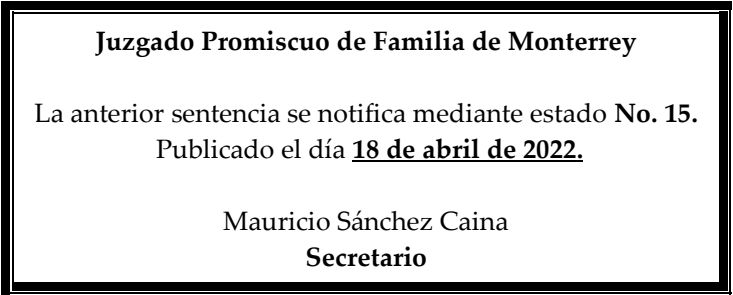 Juzgado Promiscuo de Familia de Monterrey
La anterior sentencia se notifica mediante estado No. 15.
Publicado el día 18 de abril de 2022.
Mauricio Sánchez Caina
Secretario